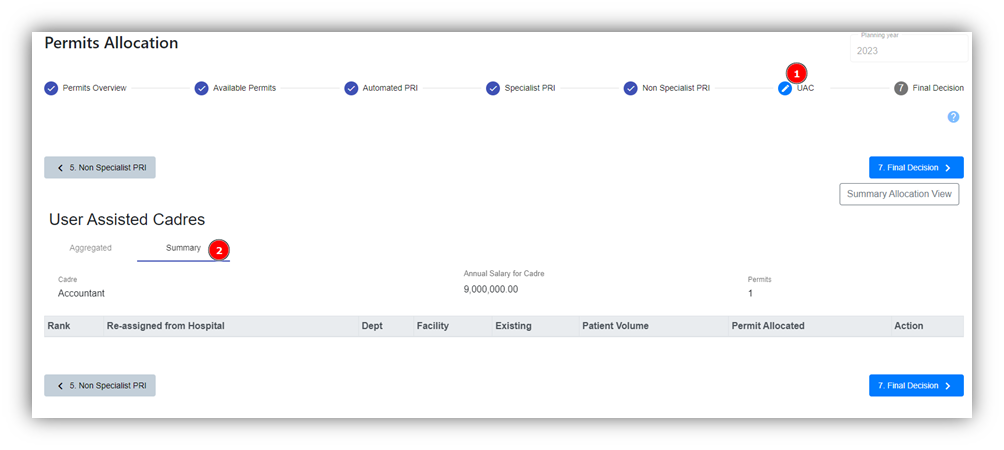 Permits Allocation
Planning year
2023
1
Permits Overview
Available Permits
Automated PRI
Specialist PRI
Non Specialist PRI
UAC
7 Final Decision
?
5. Non Specialist PRI
7. Final Decision
Summary Allocation View
User Assisted Cadres
Aggregated
Summary
2
Cadre
Annual Salary for Cadre
Permits
Accountant
9,000,000.00
1
Rank Re-assigned from Hospital Dept Facility Existing Patient Volume Permit Allocated Action
5. Non Specialist PRI
7. Final Decision